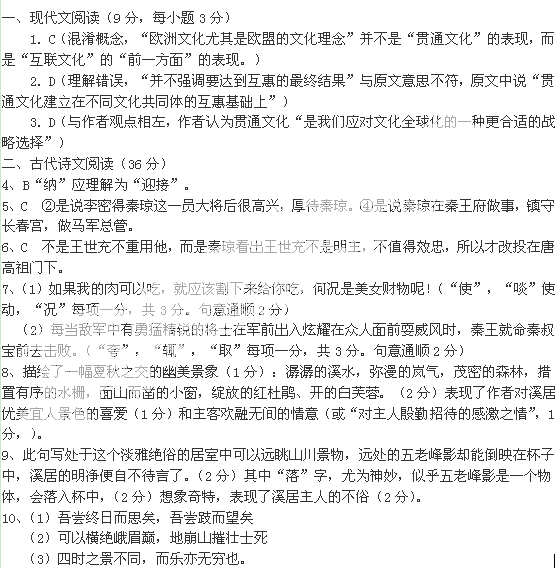 一、现代文阅读（9分，每小题3分）
1. C（混淆概念，“欧洲文化尤其是欧盟的文化理念”并不是“贯通文化”的表现，而
是“互联文化”的“前一方面”的表现。）
2. D（理解错误，“并不强调要达到互惠的最终结果”与原文意思不符，原文中说“贯
通文化建立在不同文化共同体的互惠基础上”）
3. D（与作者观点相左，作者认为贯通文化“是我们应对文化全球化的一种更合适的战
略选择”）
二、古代诗文阅读（36分）
4、B“纳”应理解为“迎接”。
5、C ②是说李密得秦琼这一员大将后很高兴，厚待秦琼。④是说秦琼在秦王府做事，镇守
长春宫，做马军总管。
6、C 不是王世充不重用他，而是秦琼看出王世充不是明主，不值得效忠，所以才改投在唐
高祖门下。
7、（1）如果我的肉可以吃，就应该割下来给你吃，何况是美女财物呢！（“使”，“啖”使
动，“况”每项一分，共3分。句意通顺2分）
（2）每当敌军中有勇猛精锐的将士在军前出入炫耀在众人面前耍威风时，秦王就命秦叔
宝前去击败。（“夸”，“辄”，“取”每项一分，共3分。句意通顺2分）
8、描绘了一幅夏秋之交的幽美景象（1分）：潺潺的溪水，弥漫的岚气，茂密的森林，措
置有序的水栅，面山而凿的小窗，绽放的红杜鹃、开的白芙蓉。（2分）表现了作者对溪居
优美宜人景色的喜爱（1分）和主客欢融无间的情意（或“对主人殷勤招待的感激之情”，1
分，）。
9、此句写处于这个淡雅绝俗的居室中可以远眺山川景物，远处的五老峰影却能倒映在杯子
中，溪居的明净便自不待言了。（2分）其中“落”字，尤为神妙，似乎五老峰影是一个物
体，会落入杯中，（2分）想象奇特，表现了溪居主人的不俗（2分）。
10、（1）吾尝终日而思矣，吾尝跂而望矣
（2）可以横绝峨眉巅，地崩山摧壮士死
（3）四时之景不同，而乐亦无穷也。